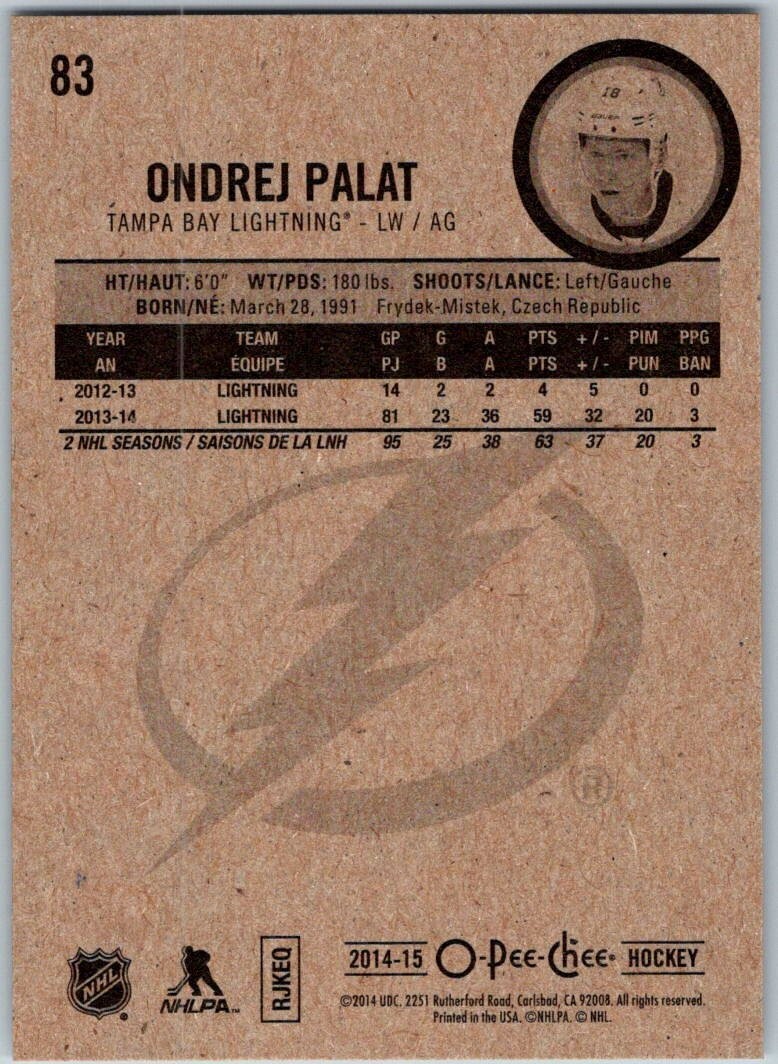 83
18
BAUER
ONDREJ PALAT
TAMPA BAY LIGHTNING® - LW / AG
HT/HAUT: 6'0" WT/PDS: 180 lbs. SHOOTS/LANCE: Left/Gauche
BORN/NÉ: March 28, 1991 Frydek-Mistek, Czech Republic
YEAR TEAM GP G A PTS +/- PIM PPG
AN ÉQUIPE PJ B A PTS +/- PUN BAN
2012-13 LIGHTNING 14 2 2 4 5 0 0
2013-14 LIGHTNING 81 23 36 59 32 20 3
2 NHL SEASONS / SAISONS DE LA LNH 95 25 38 63 37 20 3
®
NHL ®
NHLPA™
RJKEQ
2014-15 O-Pee-Chee® HOCKEY
©2014 UDC. 2251 Rutherford Road, Carlsbad, CA 92008. All rights reserved.
Printed in the USA. ©NHLPA. © NHL.